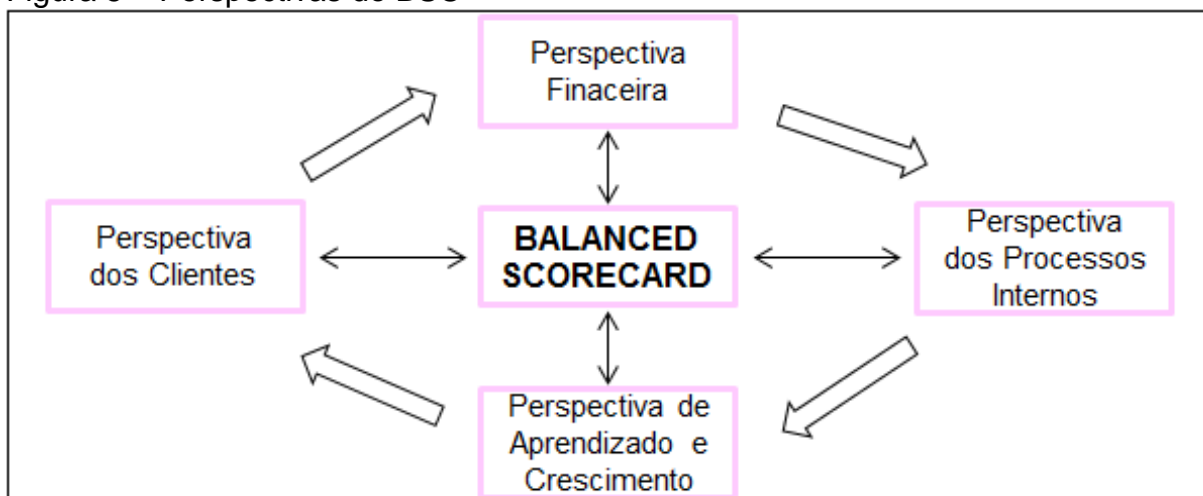 Perspectiva
Finaceira
Perspectiva
dos Clientes
BALANCED
SCORECARD
Perspectiva
dos Processos
Internos
Perspectiva de
Aprendizado e
Crescimento